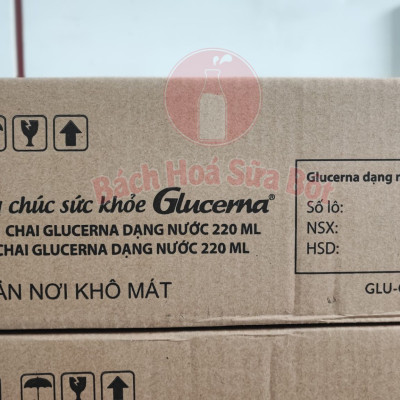 Bách Hoá Sữa Bột
chúc sức khỏe Glucerna®
CHAI GLUCERNA DẠNG NƯỚC 220 ML
CHAI GLUCERNA DẠNG NƯỚC 220 ML
NƠI KHÔ MÁT
Glucerna dạng
Số lô:
NSX:
HSD:
GLU-